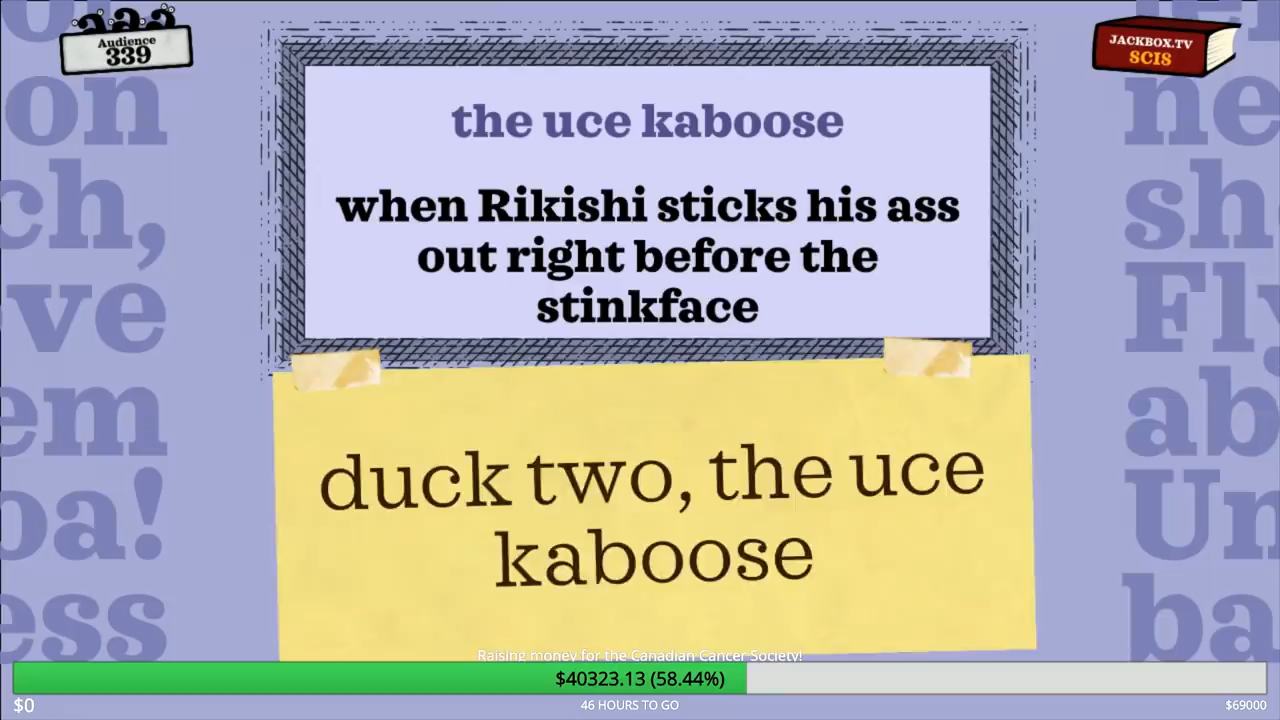 Audience
339
JACKBOX.TV
SCIS
the uce kaboose
when Rikishi sticks his ass
out right before the
stinkface
duck two, the uce
kaboose
Raising money for the Canadian Cancer Society!
$40323.13 (58.44%)
$0
46 HOURS TO GO
$69000